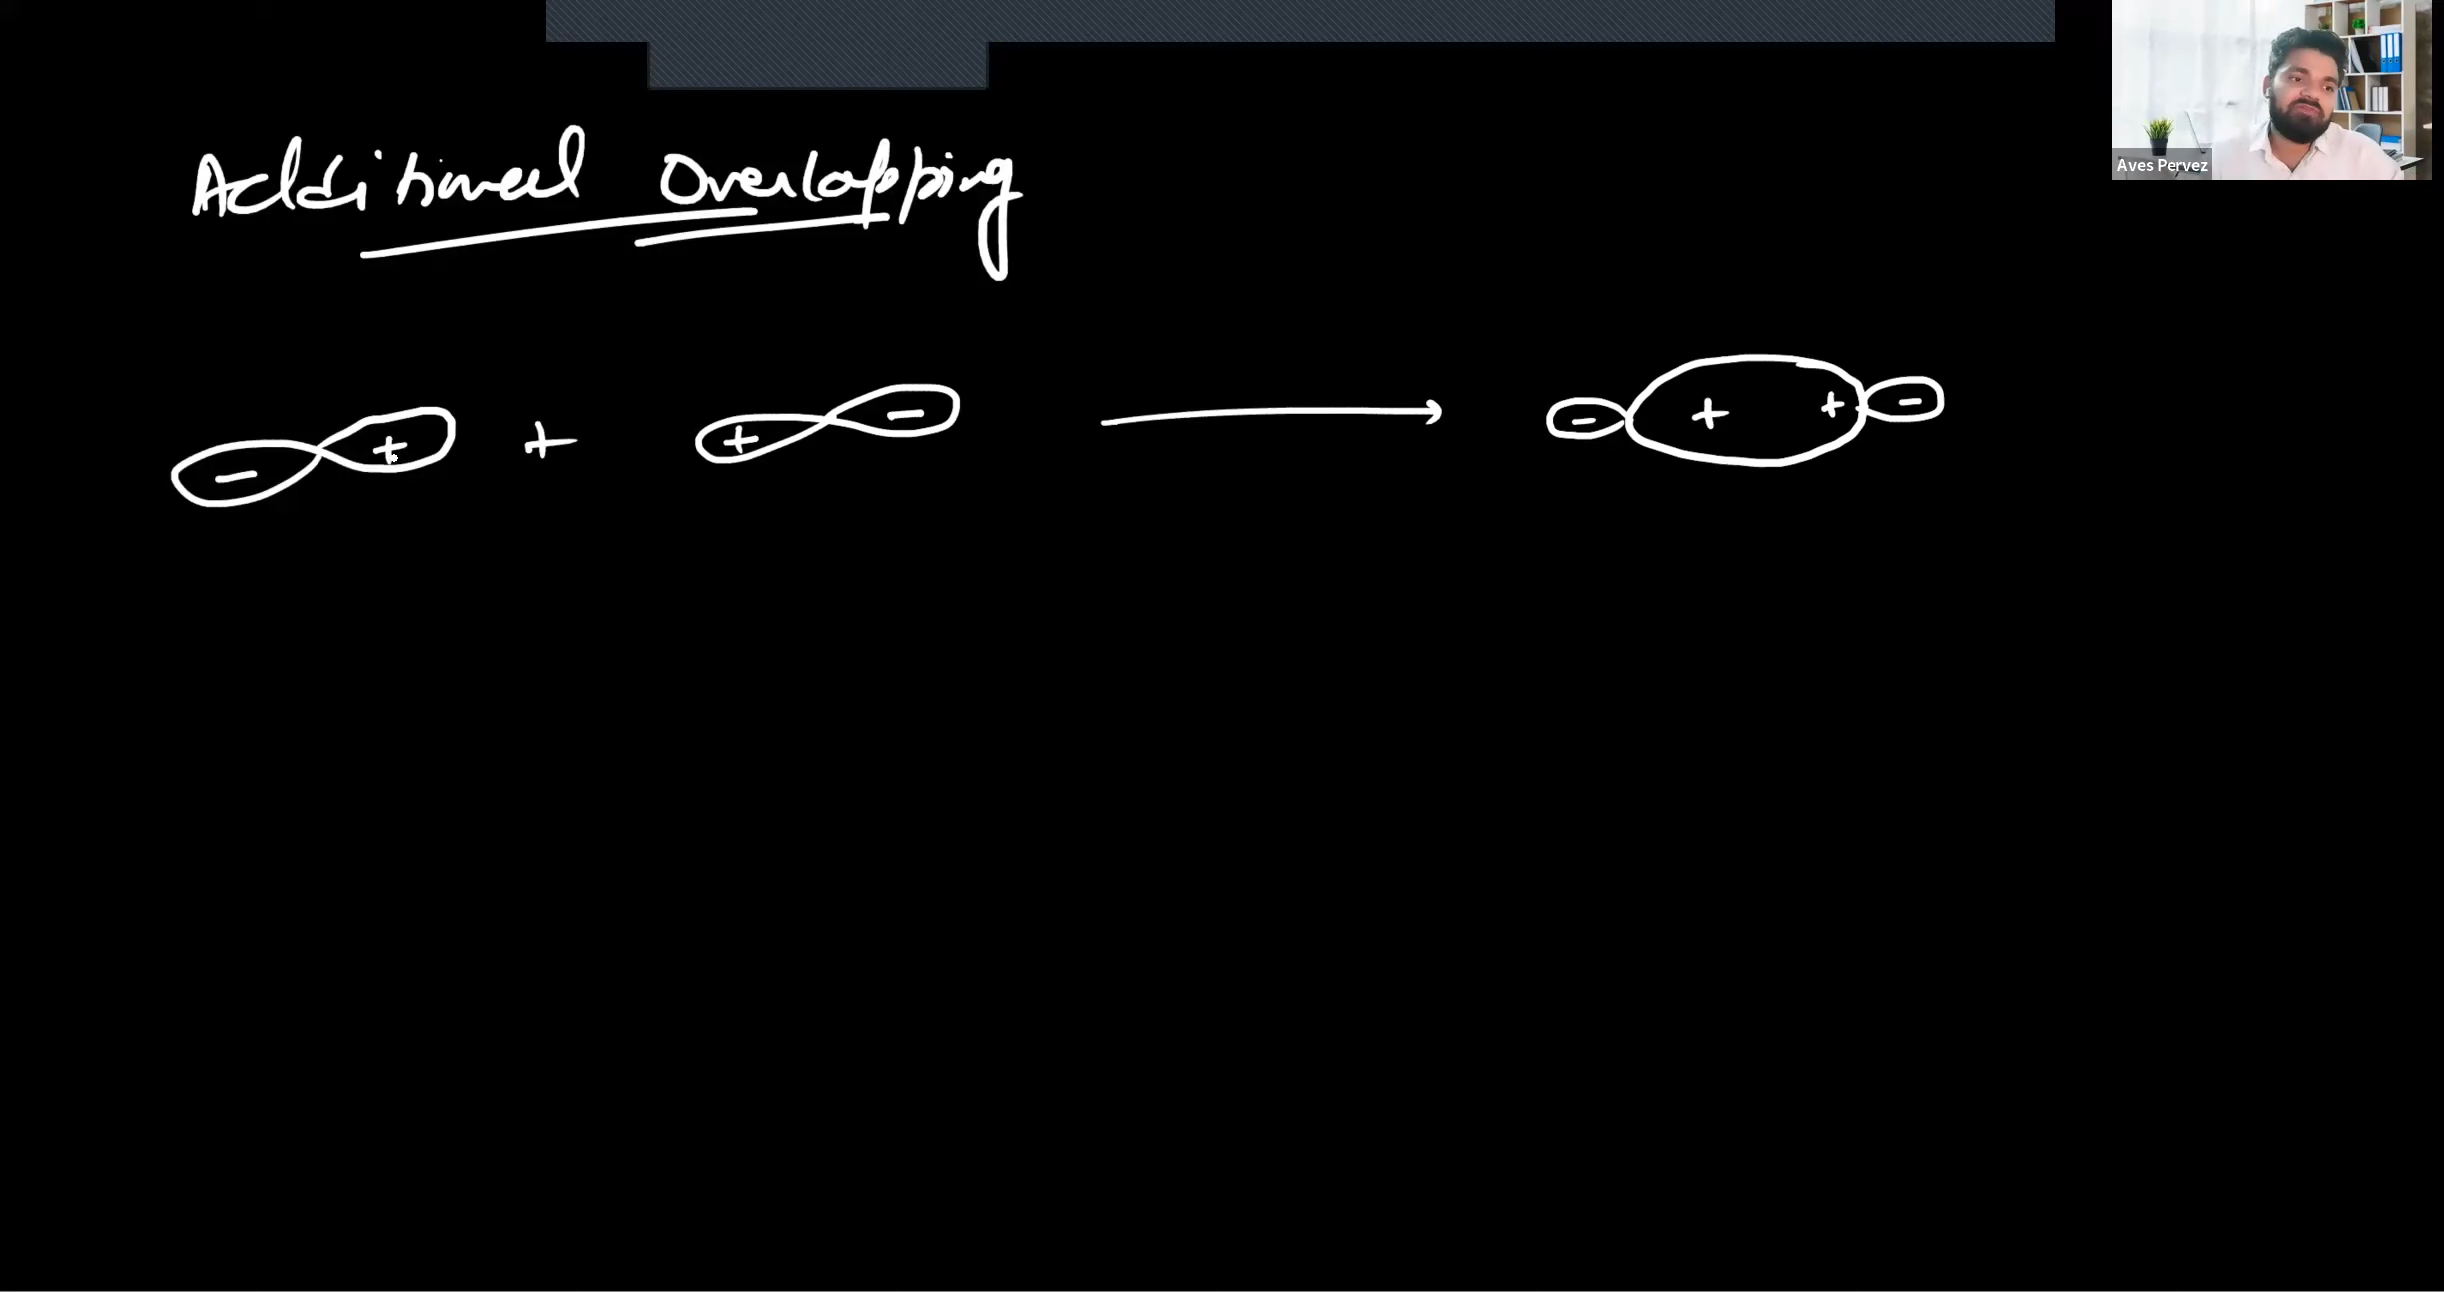 Additional Overlapping
Aves Pervez
- + + + - - + + -